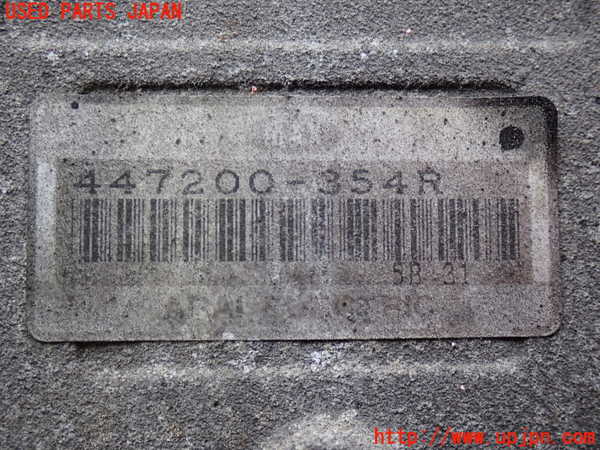 USED PARTS JAPAN
447200-354R
5B 31
http://www.upjpn.com/